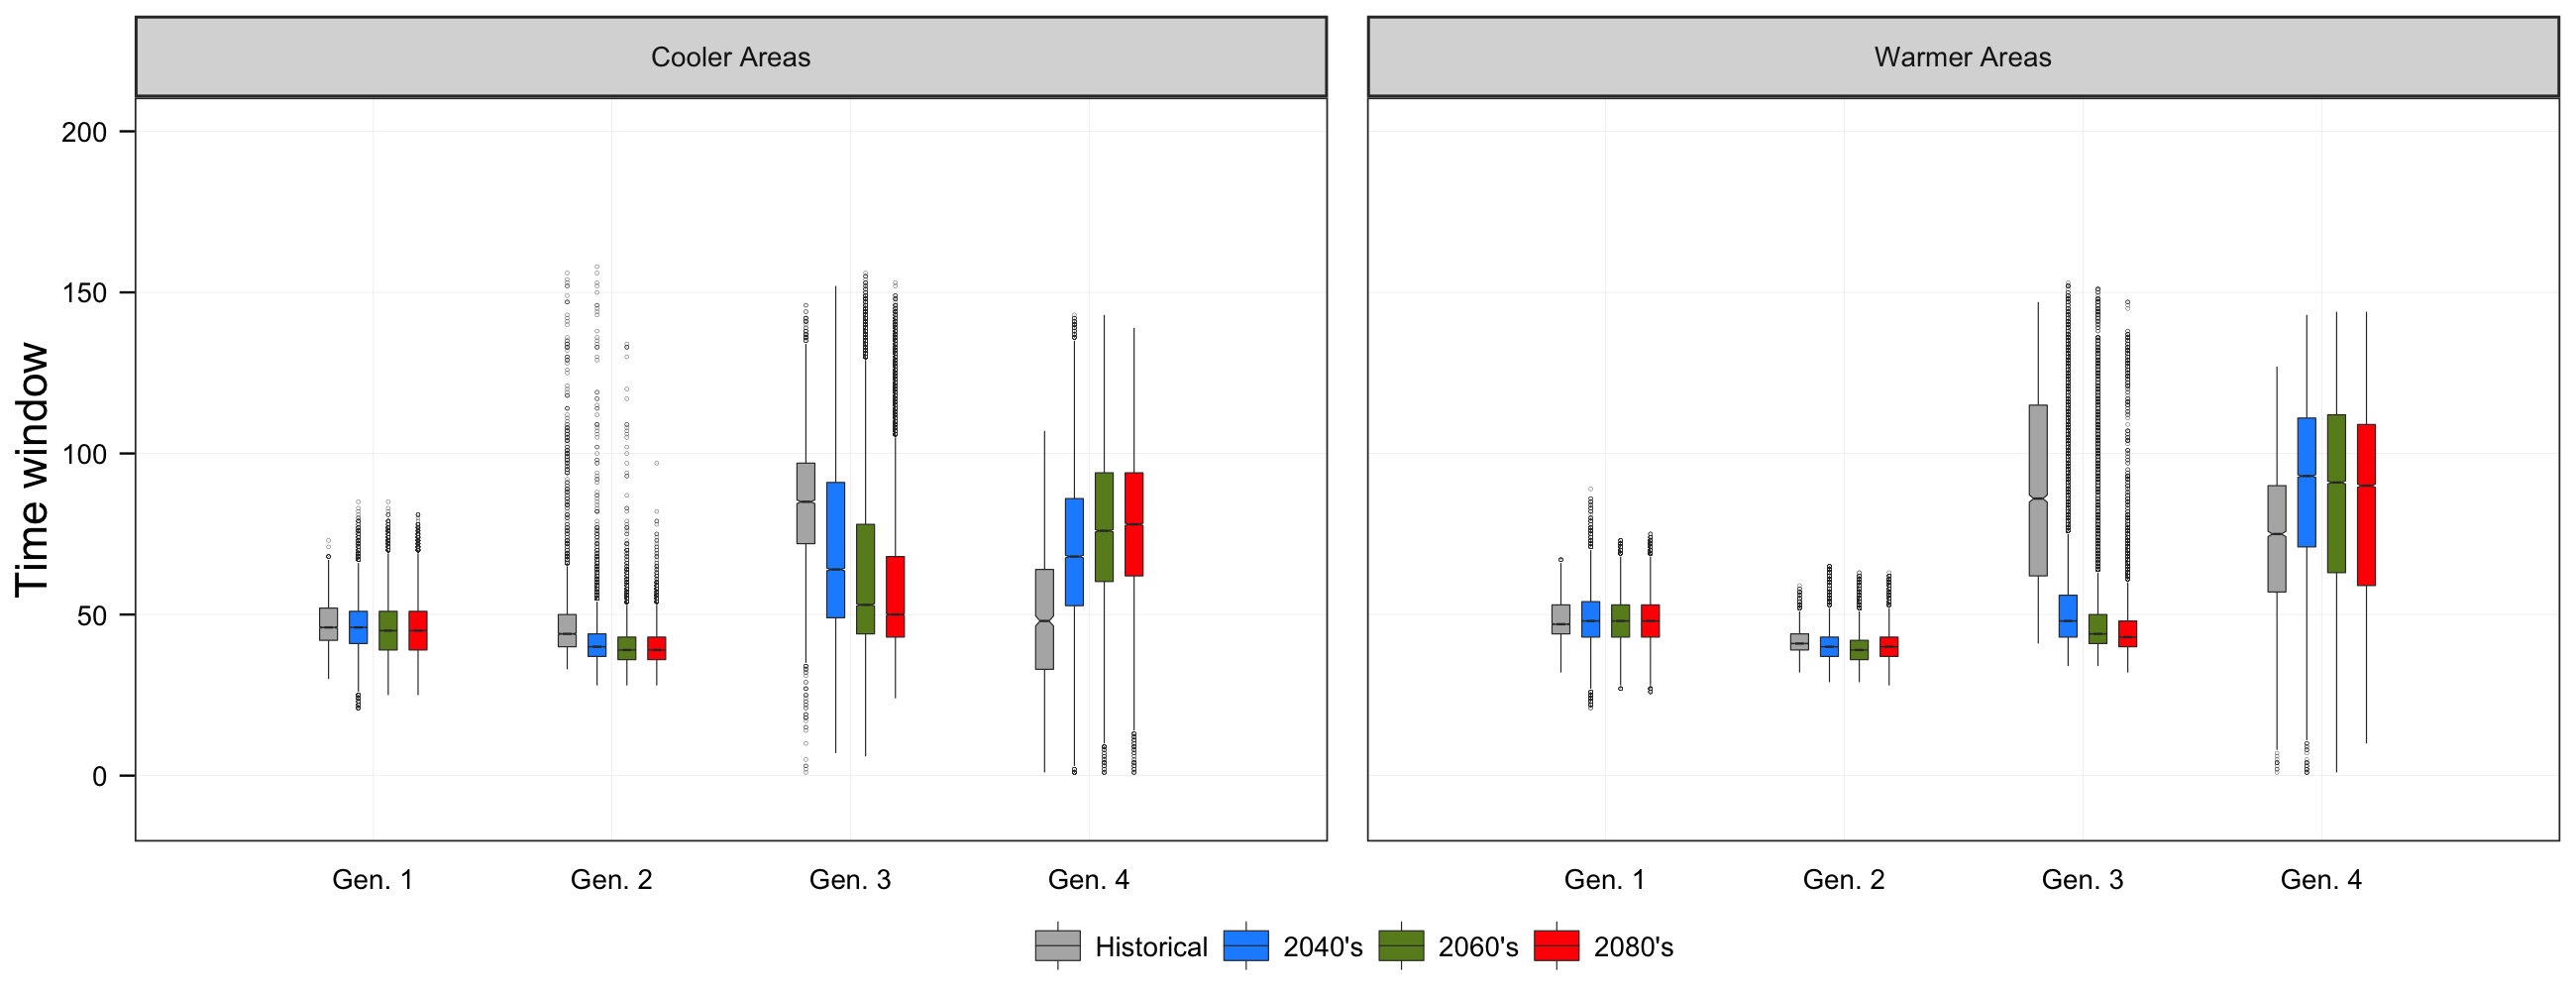 Cooler Areas
Warmer Areas
Time window
200
150
100
50
0
Gen. 1
Gen. 2
Gen. 3
Gen. 4
Gen. 1
Gen. 2
Gen. 3
Gen. 4
Historical
2040's
2060's
2080's